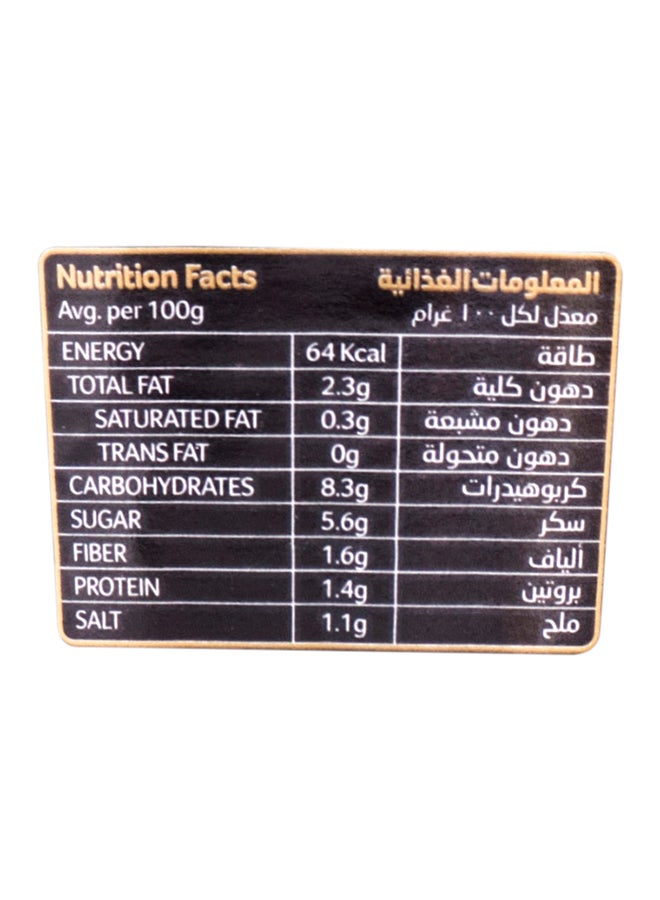 Nutrition Facts المعلومات الغذائية
Avg. per 100g معدّل لكل ١٠٠ غرام
ENERGY 64 Kcal طاقة
TOTAL FAT 2.3g دهون كلية
SATURATED FAT 0.3g دهون مشبعة
TRANS FAT 0g دهون متحولة
CARBOHYDRATES 8.3g كربوهيدرات
SUGAR 5.6g سكر
FIBER 1.6g ألياف
PROTEIN 1.4g بروتين
SALT 1.1g ملح